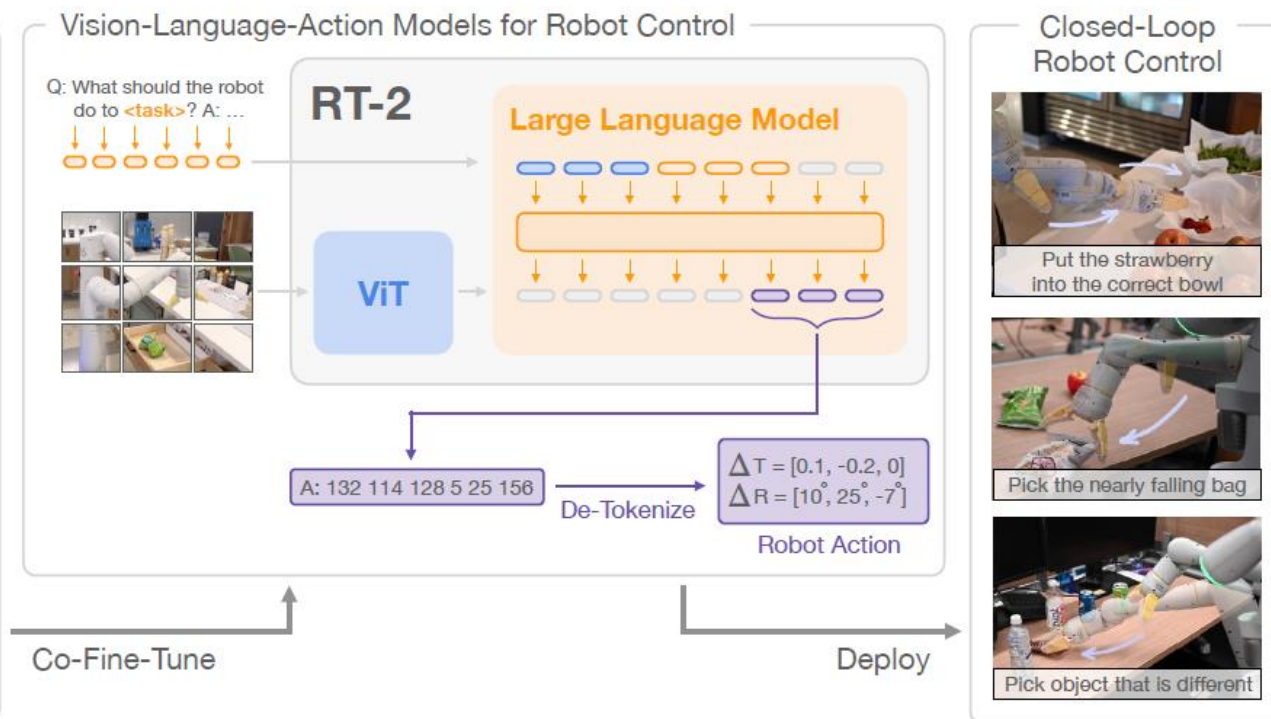 Vision-Language-Action Models for Robot Control
Q: What should the robot
do to <task>? A: ...
RT-2
Large Language Model
ViT
A: 132 114 128 5 25 156
De-Tokenize
Δ T = [0.1, -0.2, 0]
Δ R = [10°, 25°, -7°]
Robot Action
Co-Fine-Tune
Deploy
Closed-Loop
Robot Control
Put the strawberry
into the correct bowl
Pick the nearly falling bag
Pick object that is different